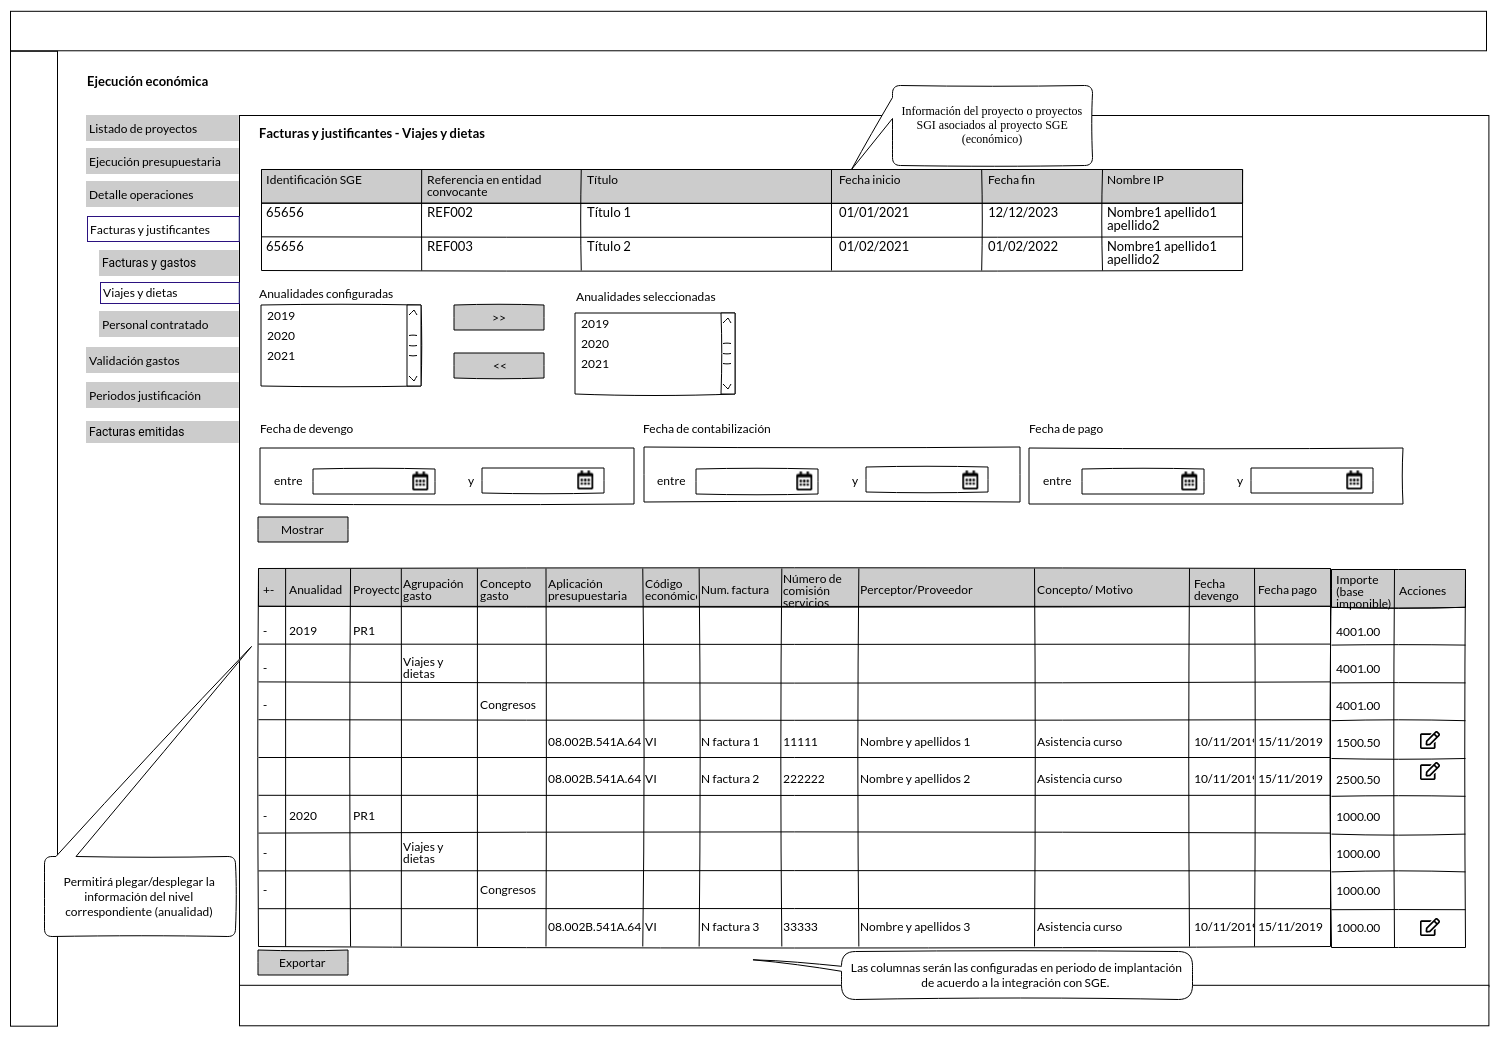 Ejecución económica
Listado de proyectos
Ejecución presupuestaria
Detalle operaciones
Facturas y justificantes
Facturas y gastos
Viajes y dietas
Personal contratado
Validación gastos
Periodos justificación
Facturas emitidas
Facturas y justificantes - Viajes y dietas
Información del proyecto o proyectos
SGI asociados al proyecto SGE
(económico)
Identificación SGE Referencia en entidad convocante Título Fecha inicio Fecha fin Nombre IP
65656 REF002 Título 1 01/01/2021 12/12/2023 Nombre1 apellido1 apellido2
65656 REF003 Título 2 01/02/2021 01/02/2022 Nombre1 apellido1 apellido2
Anualidades configuradas
2019
2020
2021
>>
<<
Anualidades seleccionadas
2019
2020
2021
Fecha de devengo
entre y
Fecha de contabilización
entre y
Fecha de pago
entre y
Mostrar
+- Anualidad Proyecto Agrupación gasto Concepto gasto Aplicación presupuestaria Código económico Num. factura Número de comisión servicios Perceptor/Proveedor Concepto/ Motivo Fecha devengo Fecha pago Importe (base imponible) Acciones
- 2019 PR1 4001.00
- Viajes y dietas 4001.00
- Congresos 4001.00
08.002B.541A.64 VI N factura 1 11111 Nombre y apellidos 1 Asistencia curso 10/11/2019 15/11/2019 1500.50
08.002B.541A.64 VI N factura 2 222222 Nombre y apellidos 2 Asistencia curso 10/11/2019 15/11/2019 2500.50
- 2020 PR1 1000.00
- Viajes y dietas 1000.00
- Congresos 1000.00
08.002B.541A.64 VI N factura 3 33333 Nombre y apellidos 3 Asistencia curso 10/11/2019 15/11/2019 1000.00
Permitirá plegar/desplegar la
información del nivel
correspondiente (anualidad)
Exportar
Las columnas serán las configuradas en periodo de implantación
de acuerdo a la integración con SGE.